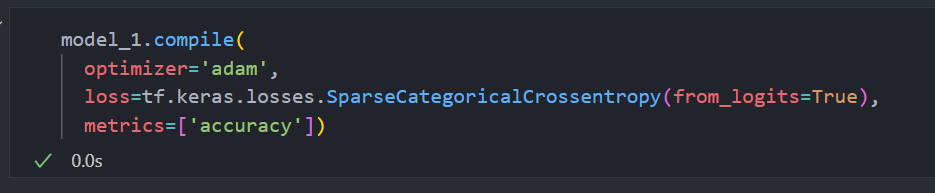 model_1.compile(
optimizer='adam',
loss=tf.keras.losses.SparseCategoricalCrossentropy(from_logits=True),
metrics=['accuracy'])
0.0s